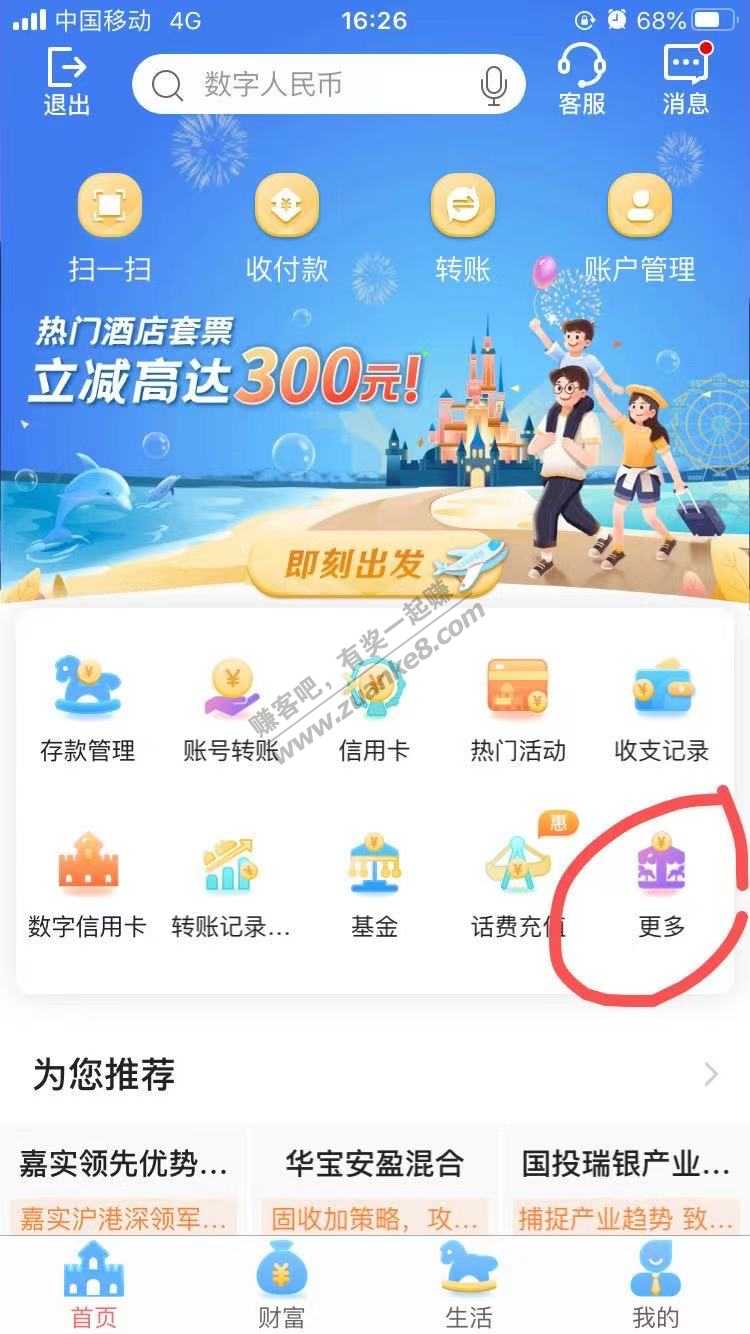 中国移动 4G 16:26 68%
退出 数字人民币 客服 消息
扫一扫 收付款 转账 账户管理
热门酒店套票
立减高达300元!
即刻出发
赚客吧，有奖一起赚！
www.zuanke8.com
存款管理 账号转账 信用卡 热门活动 收支记录
惠
数字信用卡 转账记录... 基金 话费充值 更多
为您推荐
嘉实领先优势... 华宝安盈混合 国投瑞银产业...
嘉实沪港深领军... 固收加策略，攻... 捕捉产业趋势 致...
首页 财富 生活 我的